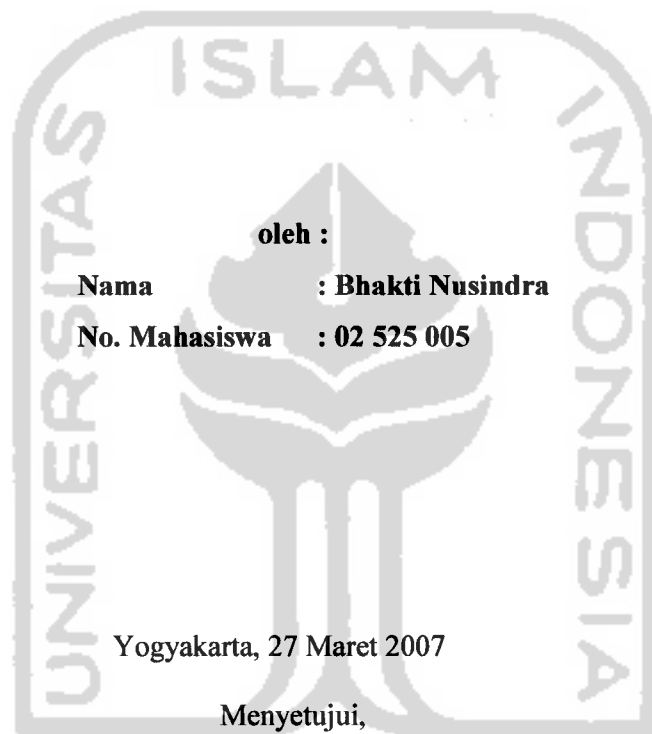 UNIVERSITAS ISLAM INDONESIA
oleh :
Nama : Bhakti Nusindra
No. Mahasiswa : 02 525 005
Yogyakarta, 27 Maret 2007
Menyetujui,